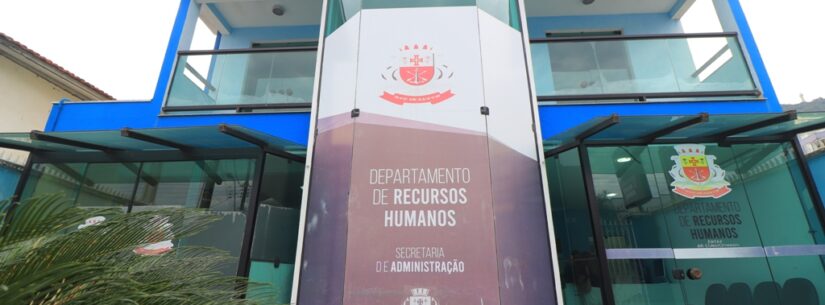 DEPARTAMENTO
DE RECURSOS
HUMANOS
SECRETARIA
DE ADMINISTRAÇÃO
DEPARTAMENTO
DE RECURSOS
HUMANOS